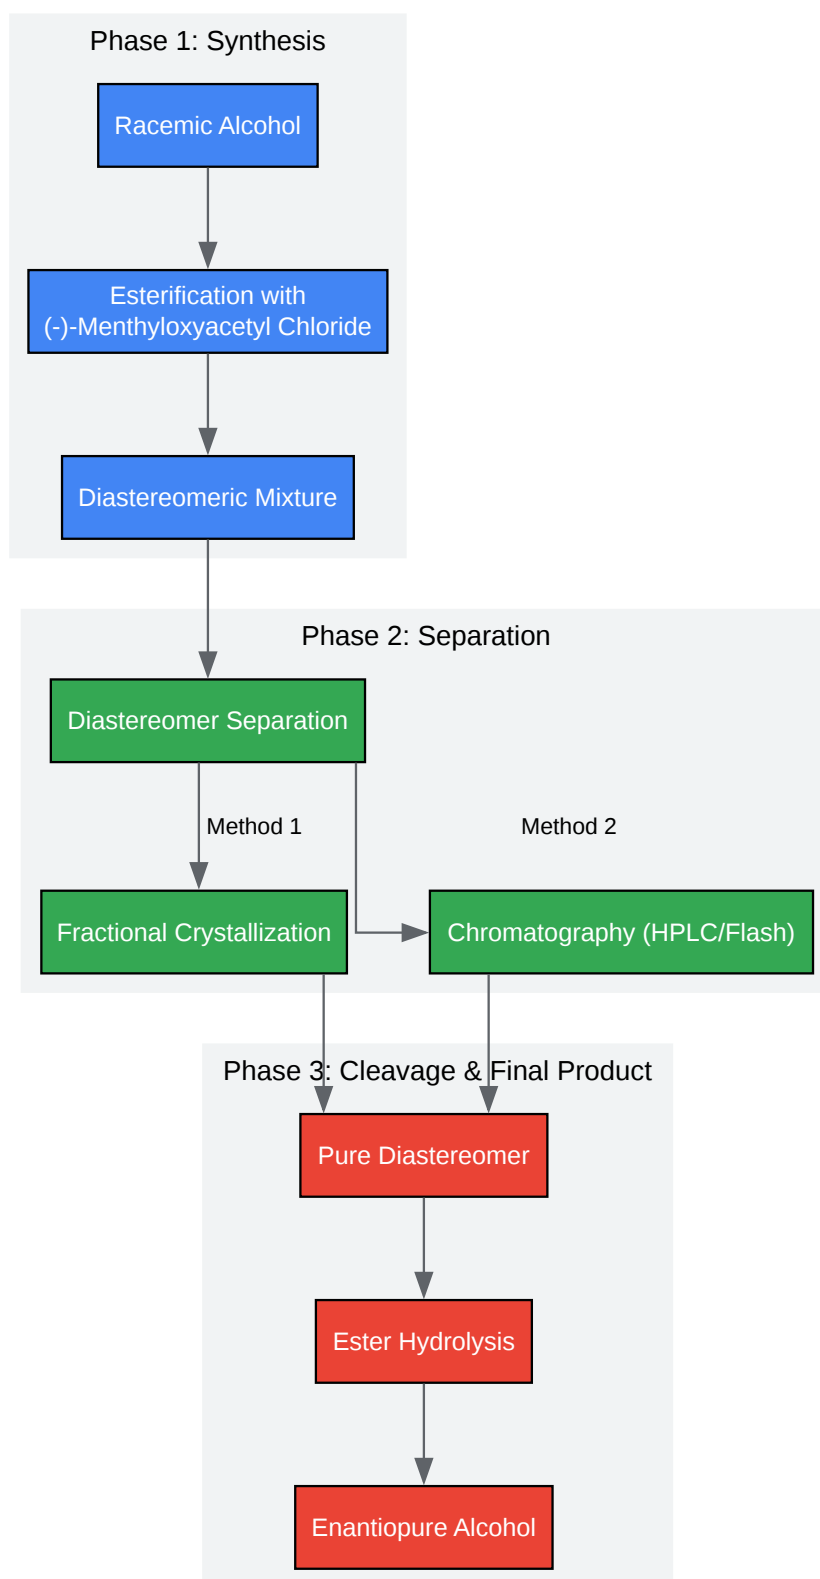 Phase 1: Synthesis
Racemic Alcohol
Esterification with
(-)-Menthyloxyacetyl Chloride
Diastereomeric Mixture
Phase 2: Separation
Diastereomer Separation
Method 1
Method 2
Fractional Crystallization
Chromatography (HPLC/Flash)
Phase 3: Cleavage & Final Product
Pure Diastereomer
Ester Hydrolysis
Enantiopure Alcohol